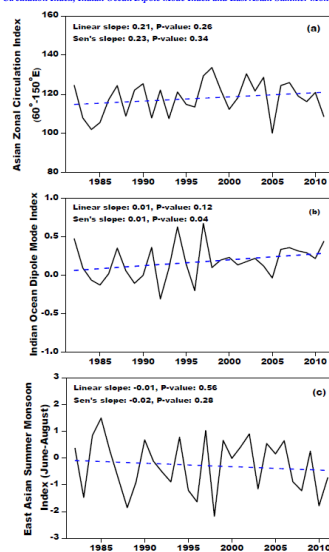 Linear slope: 0.21, P-value: 0.26
Sen's slope: 0.23, P-value: 0.34
(a)
Asian Zonal Circulation Index
(60°-150°E)
160
140
120
100
80
1985
1990
1995
2000
2005
2010
Linear slope: 0.01, P-value: 0.12
Sen's slope: 0.01, P-value: 0.04
(b)
Indian Ocean Dipole Mode Index
1.0
0.5
0.0
-0.5
-1.0
1985
1990
1995
2000
2005
2010
Linear slope: -0.01, P-value: 0.56
Sen's slope: -0.02, P-value: 0.28
(c)
East Asian Summer Monsoon
Index (June-August)
3
2
1
0
-1
-2
-3
1985
1990
1995
2000
2005
2010